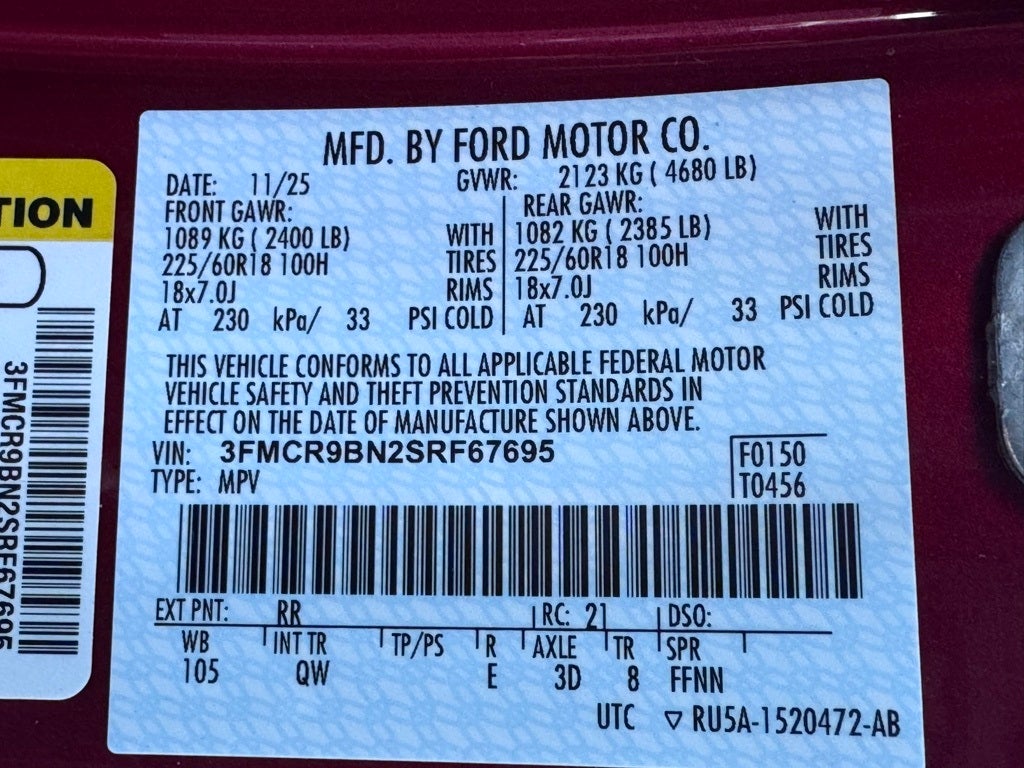 MFD. BY FORD MOTOR CO.
DATE: 11/25 GVWR: 2123 KG ( 4680 LB)
FRONT GAWR: REAR GAWR:
1089 KG ( 2400 LB) WITH 1082 KG ( 2385 LB) WITH
225/60R18 100H TIRES 225/60R18 100H TIRES
18x7.0J RIMS 18x7.0J RIMS
AT 230 kPa/ 33 PSI COLD AT 230 kPa/ 33 PSI COLD
THIS VEHICLE CONFORMS TO ALL APPLICABLE FEDERAL MOTOR
VEHICLE SAFETY AND THEFT PREVENTION STANDARDS IN
EFFECT ON THE DATE OF MANUFACTURE SHOWN ABOVE.
VIN: 3FMCR9BN2SRF67695 F0150
TYPE: MPV T0456
EXT PNT: RR RC: 21 DSO:
WB INT TR TP/PS R AXLE TR SPR
105 QW E 3D 8 FFNN
UTC ▽ RU5A-1520472-AB
TION
3FMCR9BN2SRF67695